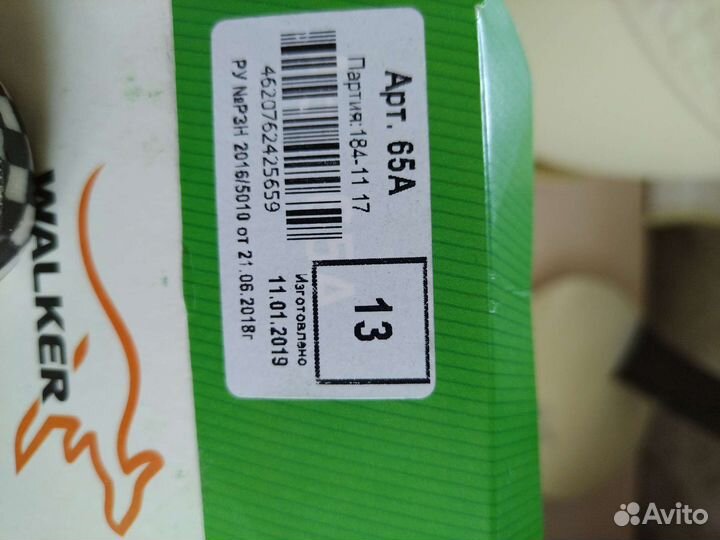 Арт. 65А
Партия:184-11 17
4620762425659
РУ №РЗН 2016/5010 от 21.06.2018г
13
Изготовлено
11.01.2019
WALKER
Avito